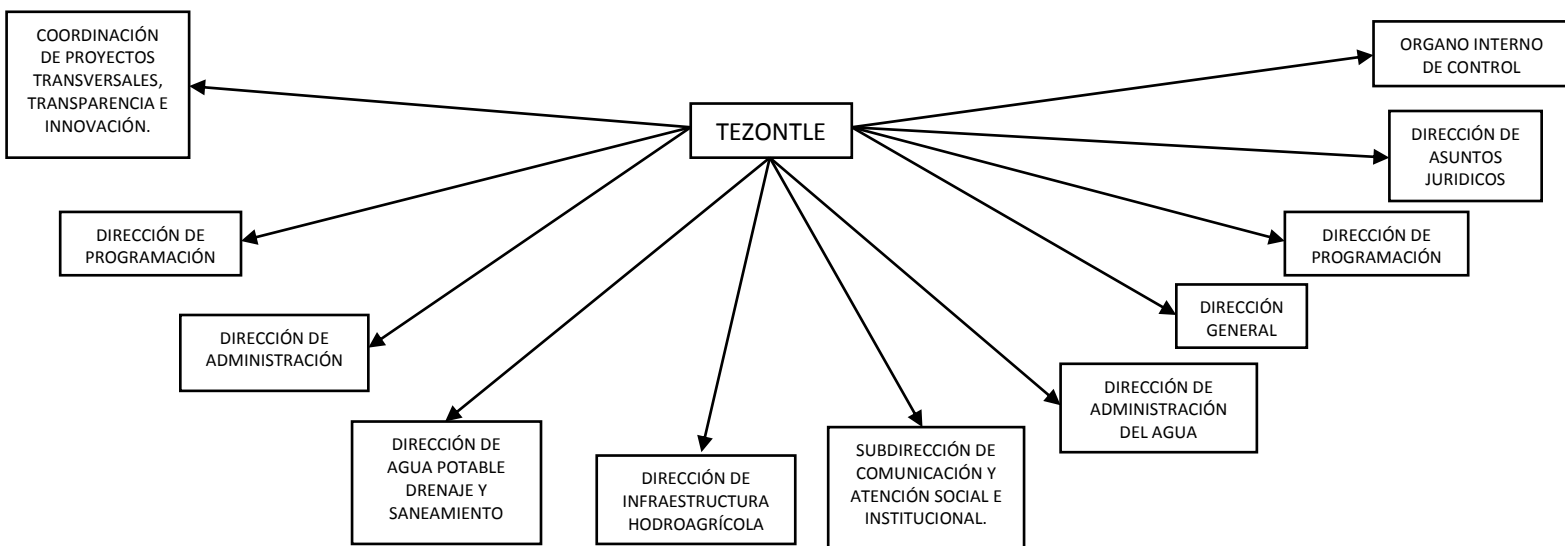 COORDINACIÓN
DE PROYECTOS
TRANSVERSALES,
TRANSPARENCIA E
INNOVACIÓN.
ORGANO INTERNO
DE CONTROL
TEZONTLE
DIRECCIÓN DE
ASUNTOS
JURIDICOS
DIRECCIÓN DE
PROGRAMACIÓN
DIRECCIÓN DE
PROGRAMACIÓN
DIRECCIÓN
GENERAL
DIRECCIÓN DE
ADMINISTRACIÓN
DIRECCIÓN DE
ADMINISTRACIÓN
DEL AGUA
DIRECCIÓN DE
AGUA POTABLE
DRENAJE Y
SANEAMIENTO
DIRECCIÓN DE
INFRAESTRUCTURA
HODROAGRÍCOLA
SUBDIRECCIÓN DE
COMUNICACIÓN Y
ATENCIÓN SOCIAL E
INSTITUCIONAL.